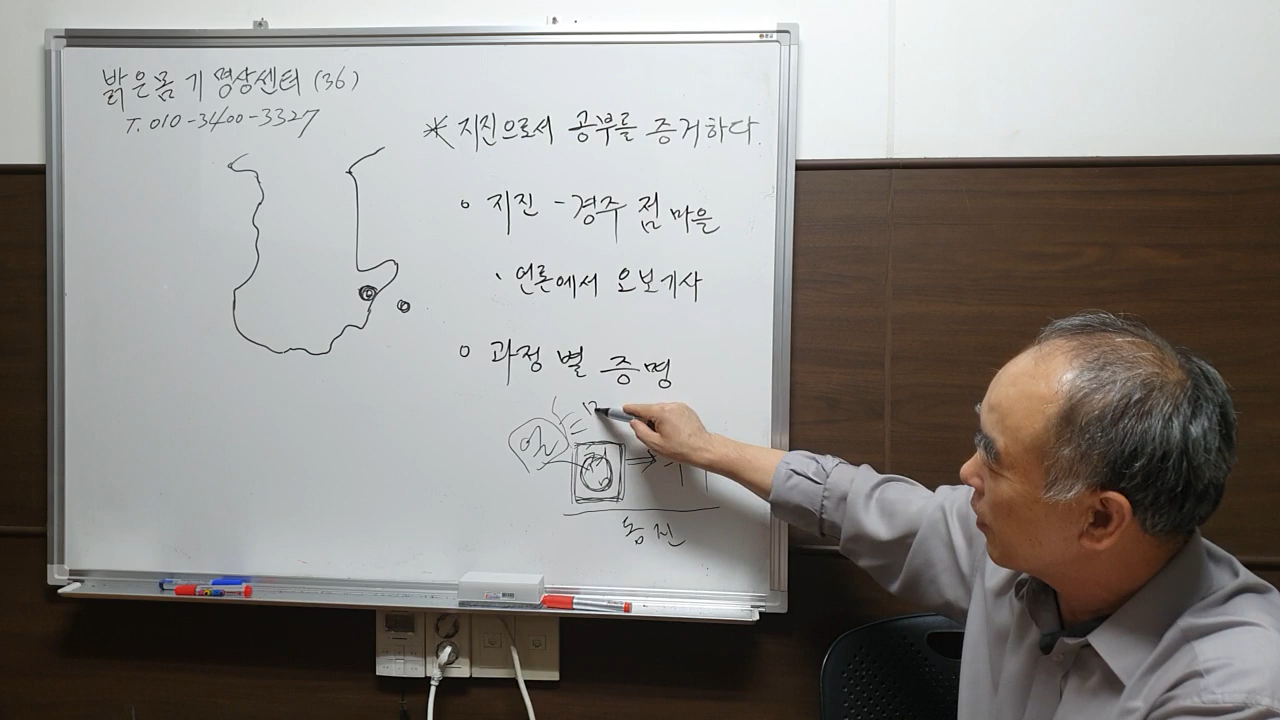 밝은몸 기 명상센터 (36)
T. 010-3400-3327
* 지진으로서 공부를 증거하다.
o 지진 - 경주 점마을
· 언론에서 오보기사
o 과정 별 증명